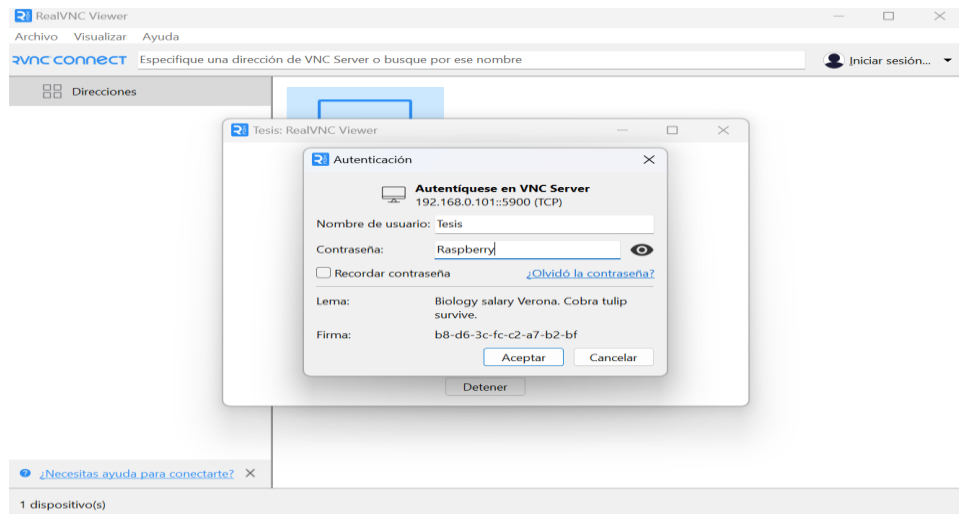 RealVNC Viewer
Archivo Visualizar Ayuda
RVNC CONNECT Especifique una dirección de VNC Server o busque por ese nombre Iniciar sesión...
Direcciones
Tesis: RealVNC Viewer
Autenticación
Autentíquese en VNC Server
192.168.0.101::5900 (TCP)
Nombre de usuario: Tesis
Contraseña: Raspberry
Recordar contraseña ¿Olvidó la contraseña?
Lema: Biology salary Verona. Cobra tulip
survive.
Firma: b8-d6-3c-fc-c2-a7-b2-bf
Aceptar Cancelar
Detener
¿Necesitas ayuda para conectarte?
1 dispositivo(s)